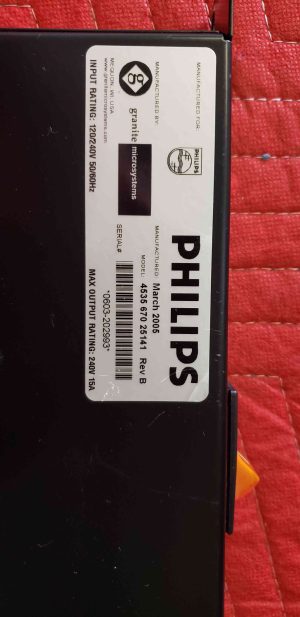 MANUFACTURED FOR:
PHILIPS
PHILIPS
MANUFACTURED BY:
g
granite
microsystems
MEQUON, WI, USA
www.granitemicrosystems.com
MANUFACTURED: March 2005
MODEL: 4535 670 25141 Rev B
SERIAL#
*0603-202993*
INPUT RATING: 120/240V 50/60Hz
MAX OUTPUT RATING: 240V 15A